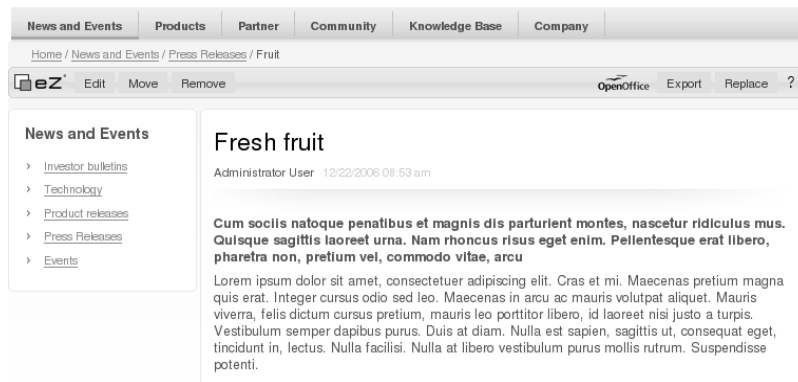 News and Events Products Partner Community Knowledge Base Company
Home / News and Events / Press Releases / Fruit
eZ Edit Move Remove OpenOffice Export Replace ?
News and Events
› Investor bulletins
› Technology
› Product releases
› Press Releases
› Events
Fresh fruit
Administrator User 12/22/2006 08:53 am
Cum sociis natoque penatibus et magnis dis parturient montes, nascetur ridiculus mus.
Quisque sagittis laoreet urna. Nam rhoncus risus eget enim. Pellentesque erat libero,
pharetra non, pretium vel, commodo vitae, arcu
Lorem ipsum dolor sit amet, consectetuer adipiscing elit. Cras et mi. Maecenas pretium magna
quis erat. Integer cursus odio sed leo. Maecenas in arcu ac mauris volutpat aliquet. Mauris
viverra, felis dictum cursus pretium, mauris leo porttitor libero, id laoreet nisi justo a turpis.
Vestibulum semper dapibus purus. Duis at diam. Nulla est sapien, sagittis ut, consequat eget,
tincidunt in, lectus. Nulla facilisi. Nulla at libero vestibulum purus mollis rutrum. Suspendisse
potenti.